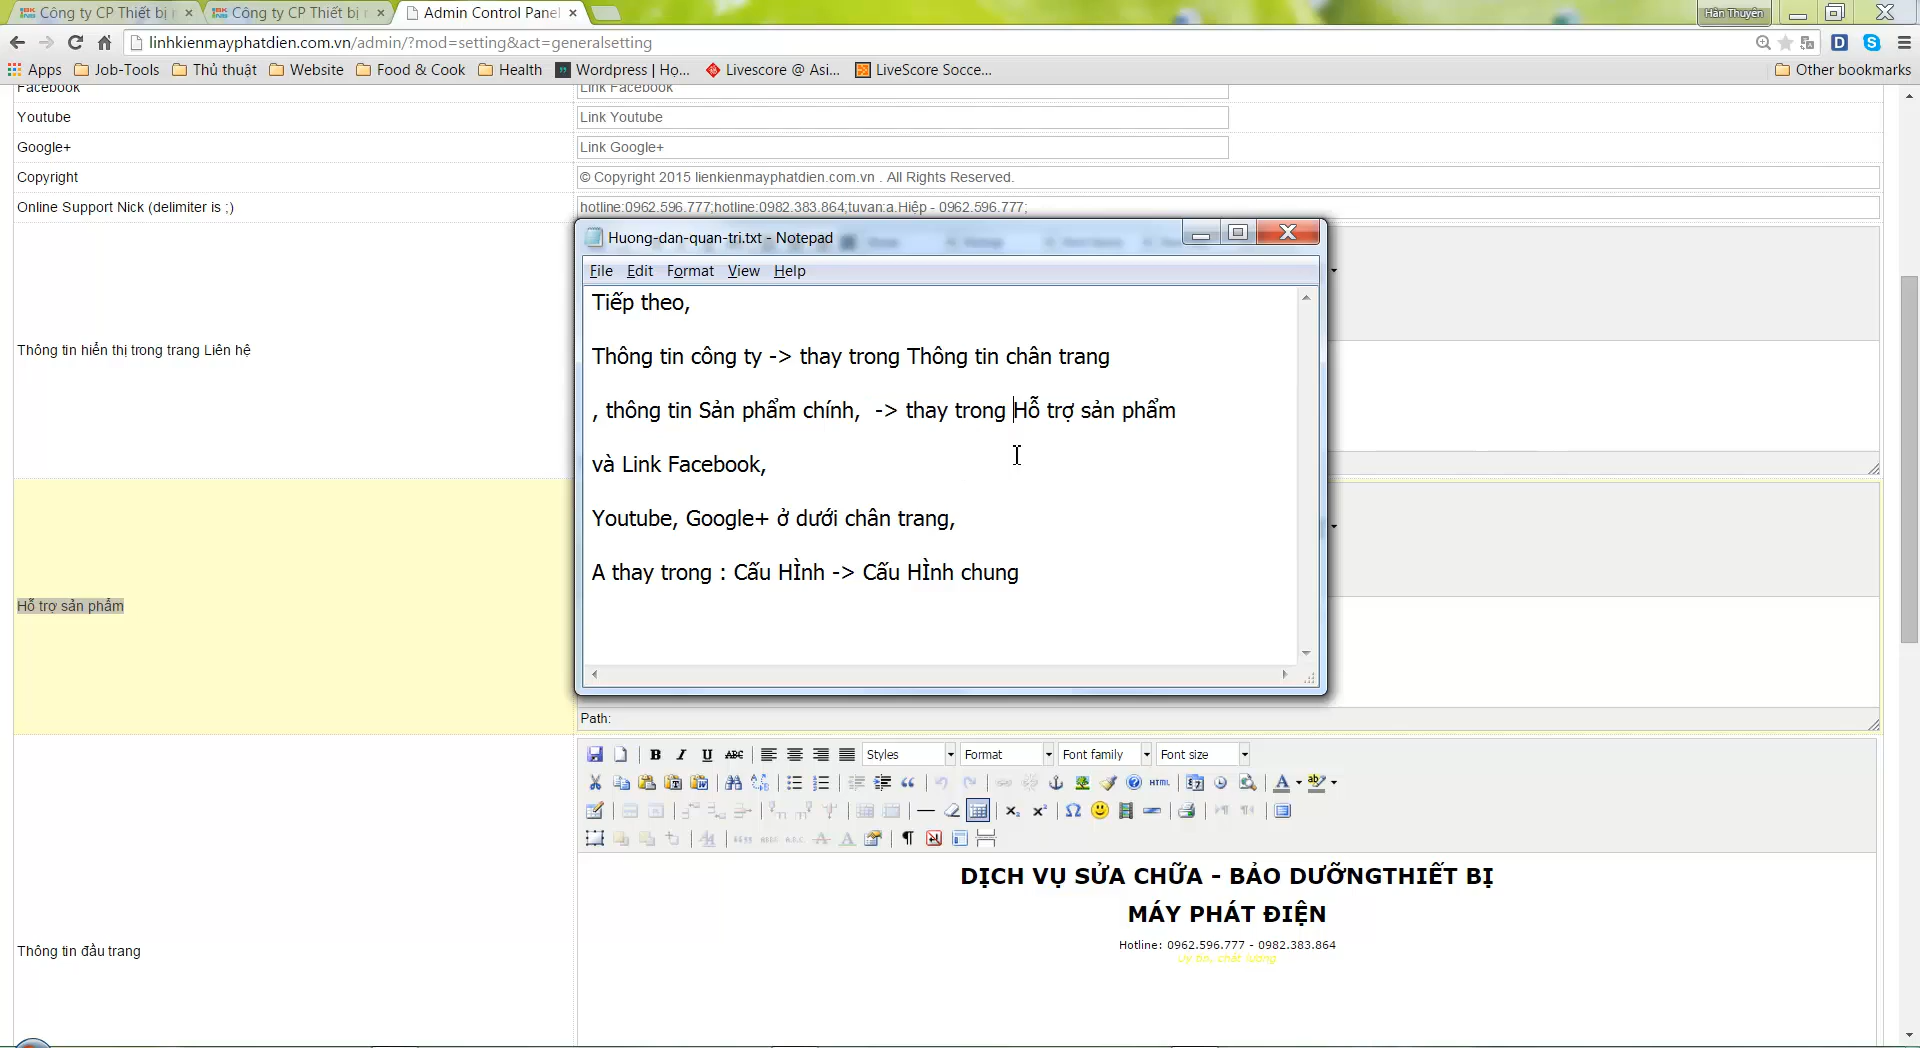 Công ty CP Thiết bị
Công ty CP Thiết bị
Admin Control Panel
Hàn Thuyên
linhkienmayphatdien.com.vn/admin/?mod=setting&act=generalsetting
Apps Job-Tools Thủ thuật Website Food & Cook Health Wordpress | Họ... Livescore @ Asi... LiveScore Socce... Other bookmarks
Facebook Link Facebook
Youtube Link Youtube
Google+ Link Google+
Copyright © Copyright 2015 lienkienmayphatdien.com.vn . All Rights Reserved.
Online Support Nick (delimiter is ;) hotline:0962.596.777;hotline:0982.383.864;tuvan:a.Hiệp - 0962.596.777;
Huong-dan-quan-tri.txt - Notepad
File Edit Format View Help
Tiếp theo,
Thông tin công ty -> thay trong Thông tin chân trang
, thông tin Sản phẩm chính,  -> thay trong Hỗ trợ sản phẩm
và Link Facebook,
Youtube, Google+ ở dưới chân trang,
A thay trong : Cấu HÌnh -> Cấu HÌnh chung
Thông tin hiển thị trong trang Liên hệ
Hỗ trợ sản phẩm
Path:
B I U ABC Styles Format Font family Font size
HTML
DỊCH VỤ SỬA CHỮA - BẢO DƯỠNGTHIẾT BỊ
MÁY PHÁT ĐIỆN
Hotline: 0962.596.777 - 0982.383.864
Uy tín, chất lượng
Thông tin đầu trang